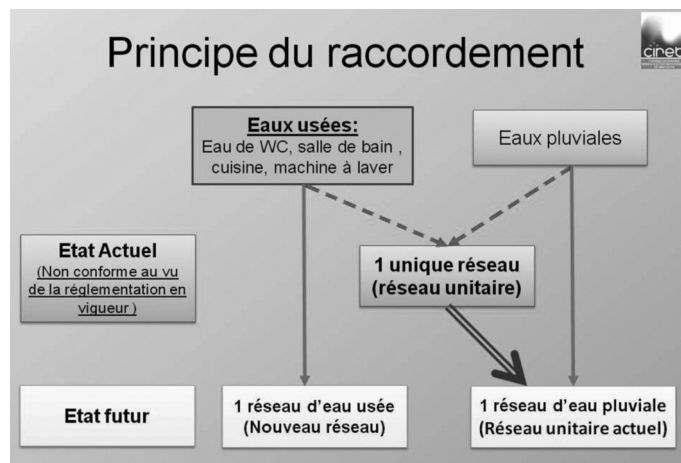 Principe du raccordement
cireb
Eaux usées:
Eau de WC, salle de bain ,
cuisine, machine à laver
Eaux pluviales
Etat Actuel
(Non conforme au vu
de la réglementation en
vigueur )
1 unique réseau
(réseau unitaire)
Etat futur
1 réseau d'eau usée
(Nouveau réseau)
1 réseau d'eau pluviale
(Réseau unitaire actuel)